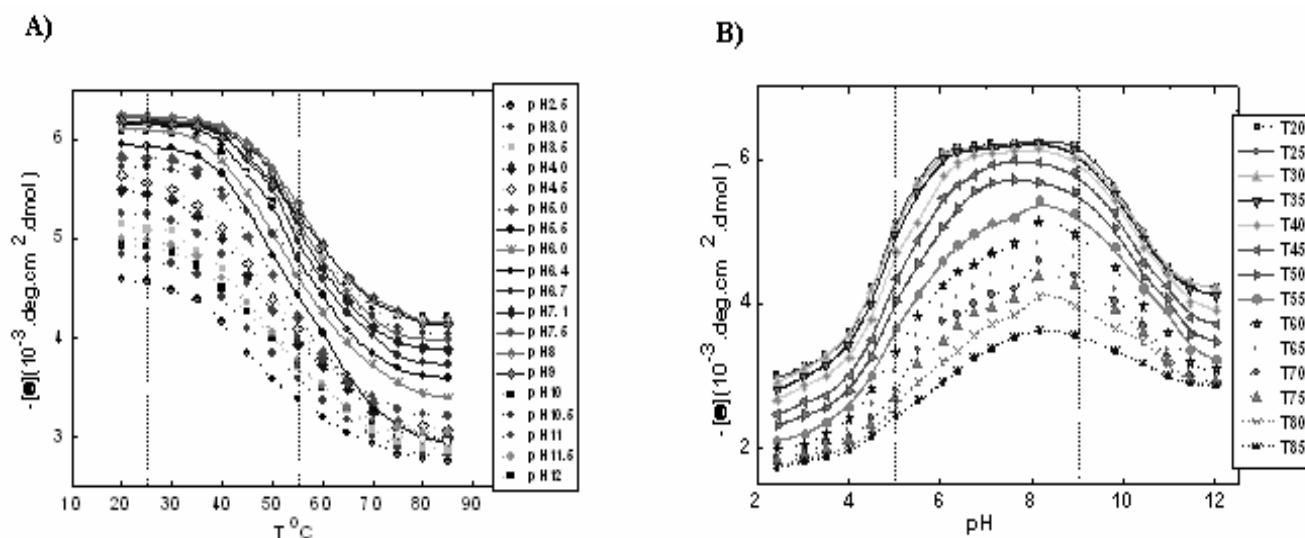 A)
-[Θ](10⁻³.deg.cm².dmol)
6
5
4
3
10 20 30 40 50 60 70 80 90
T °C
pH2.5
pH3.0
pH3.5
pH4.0
pH4.5
pH5.0
pH5.5
pH6.0
pH6.4
pH6.7
pH7.1
pH7.5
pH8
pH9
pH10
pH10.5
pH11
pH11.5
pH12
B)
-[Θ](10⁻³.deg.cm².dmol)
6
4
2
2 4 6 8 10 12
pH
T20
T25
T30
T35
T40
T45
T50
T55
T60
T65
T70
T75
T80
T85